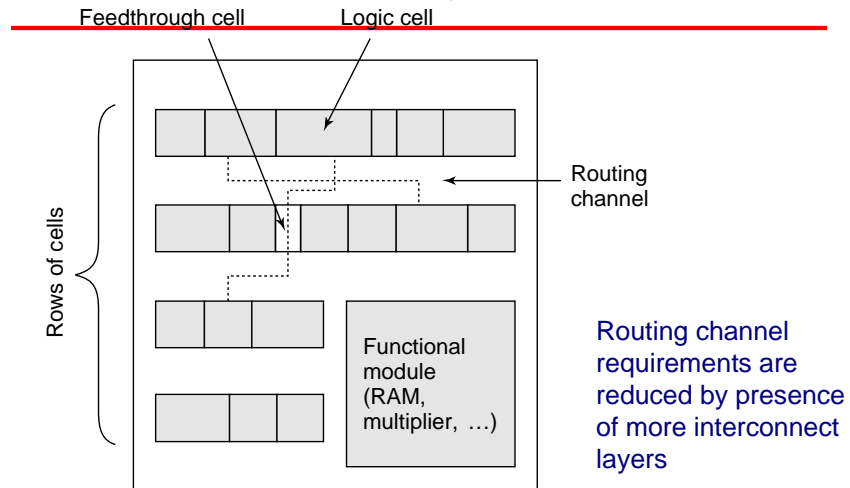 Feedthrough cell
Logic cell
Routing
channel
Rows of cells
Functional
module
(RAM,
multiplier, …)
Routing channel
requirements are
reduced by presence
of more interconnect
layers